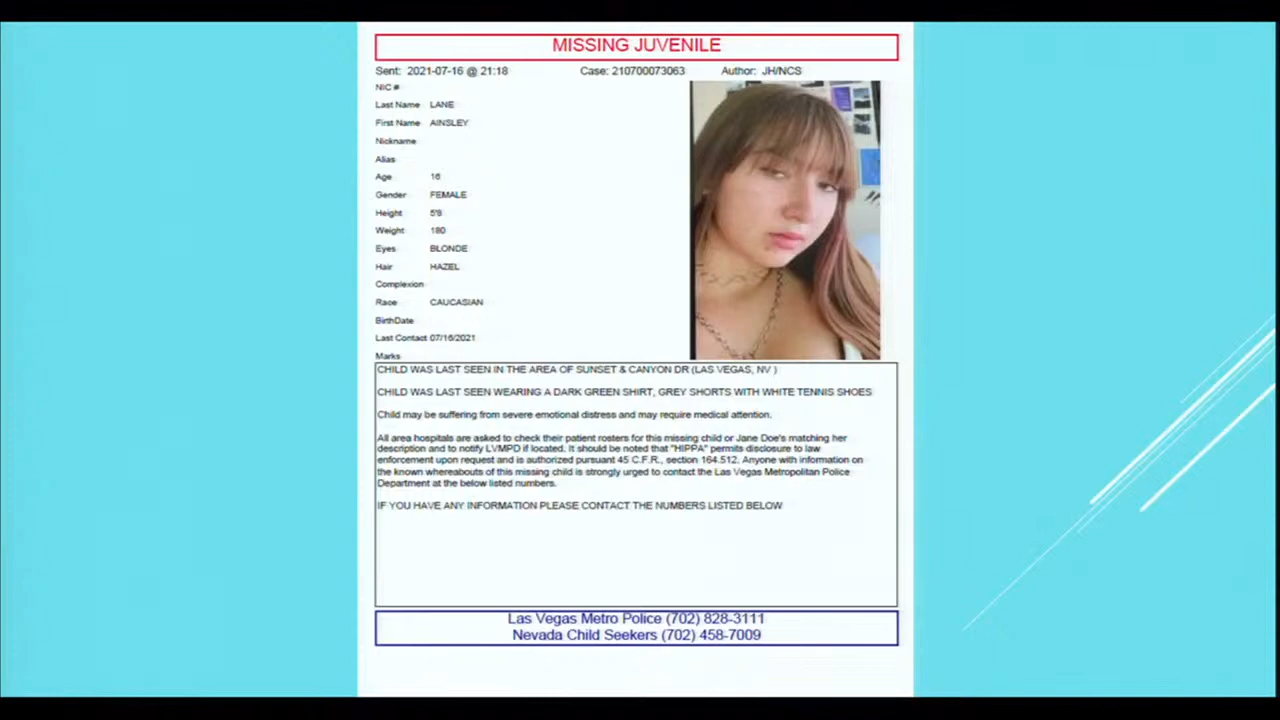 MISSING JUVENILE
Sent: 2021-07-16 @ 21:18 Case: 210700073063 Author: JH/NCS
NIC #
Last Name LANE
First Name AINSLEY
Nickname
Alias
Age 16
Gender FEMALE
Height 5'8
Weight 180
Eyes BLONDE
Hair HAZEL
Complexion
Race CAUCASIAN
BirthDate
Last Contact 07/16/2021
Marks
CHILD WAS LAST SEEN IN THE AREA OF SUNSET & CANYON DR (LAS VEGAS, NV )
CHILD WAS LAST SEEN WEARING A DARK GREEN SHIRT, GREY SHORTS WITH WHITE TENNIS SHOES
Child may be suffering from severe emotional distress and may require medical attention.
All area hospitals are asked to check their patient rosters for this missing child or Jane Doe's matching her
description and to notify LVMPD if located. It should be noted that "HIPPA" permits disclosure to law
enforcement upon request and is authorized pursuant 45 C.F.R., section 164.512. Anyone with information on
the known whereabouts of this missing child is strongly urged to contact the Las Vegas Metropolitan Police
Department at the below listed numbers.
IF YOU HAVE ANY INFORMATION PLEASE CONTACT THE NUMBERS LISTED BELOW
Las Vegas Metro Police (702) 828-3111
Nevada Child Seekers (702) 458-7009